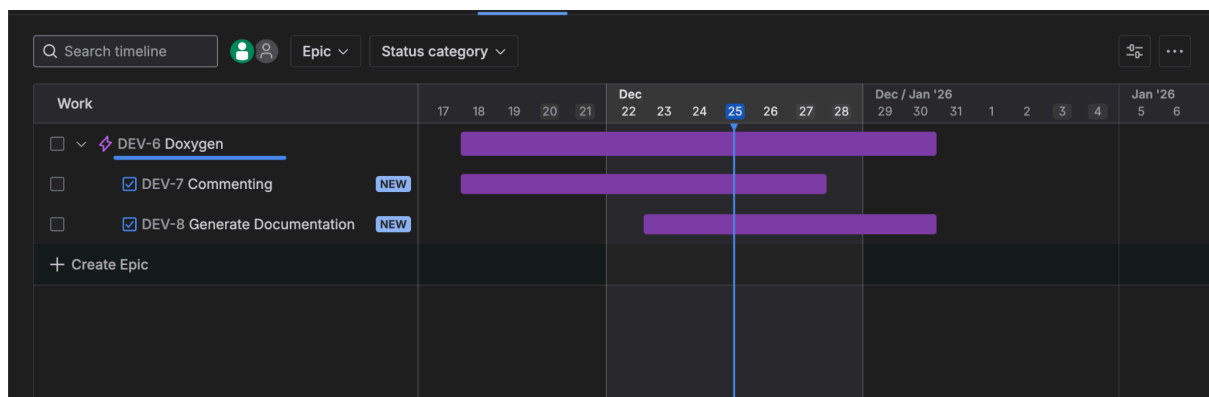 Search timeline Epic Status category
Work
Dec Dec / Jan '26 Jan '26
17 18 19 20 21 22 23 24 25 26 27 28 29 30 31 1 2 3 4 5 6
DEV-6 Doxygen
DEV-7 Commenting NEW
DEV-8 Generate Documentation NEW
+ Create Epic